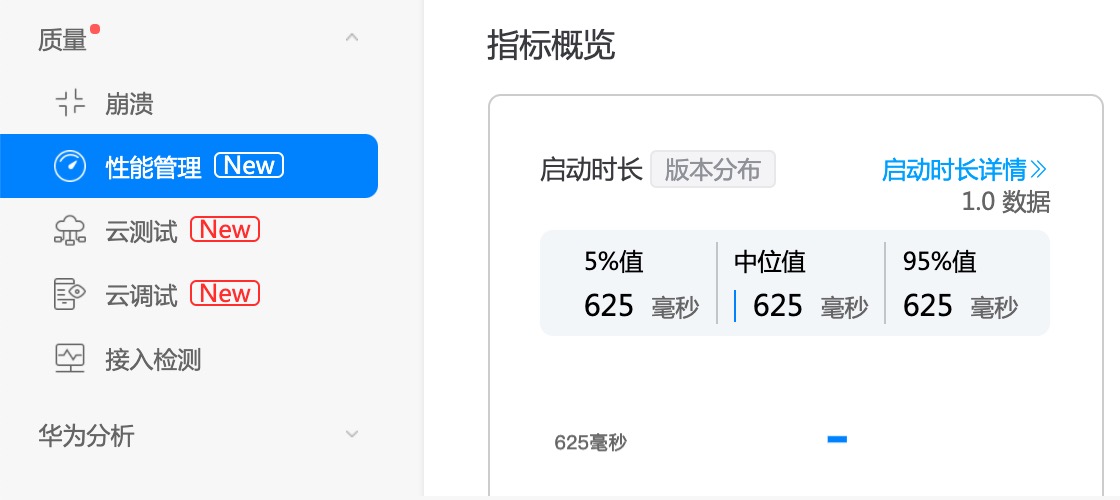 质量
崩溃
性能管理 New
云测试 New
云调试 New
接入检测
华为分析
指标概览
启动时长 版本分布 启动时长详情
1.0 数据
5%值 中位值 95%值
625 毫秒 625 毫秒 625 毫秒
625毫秒